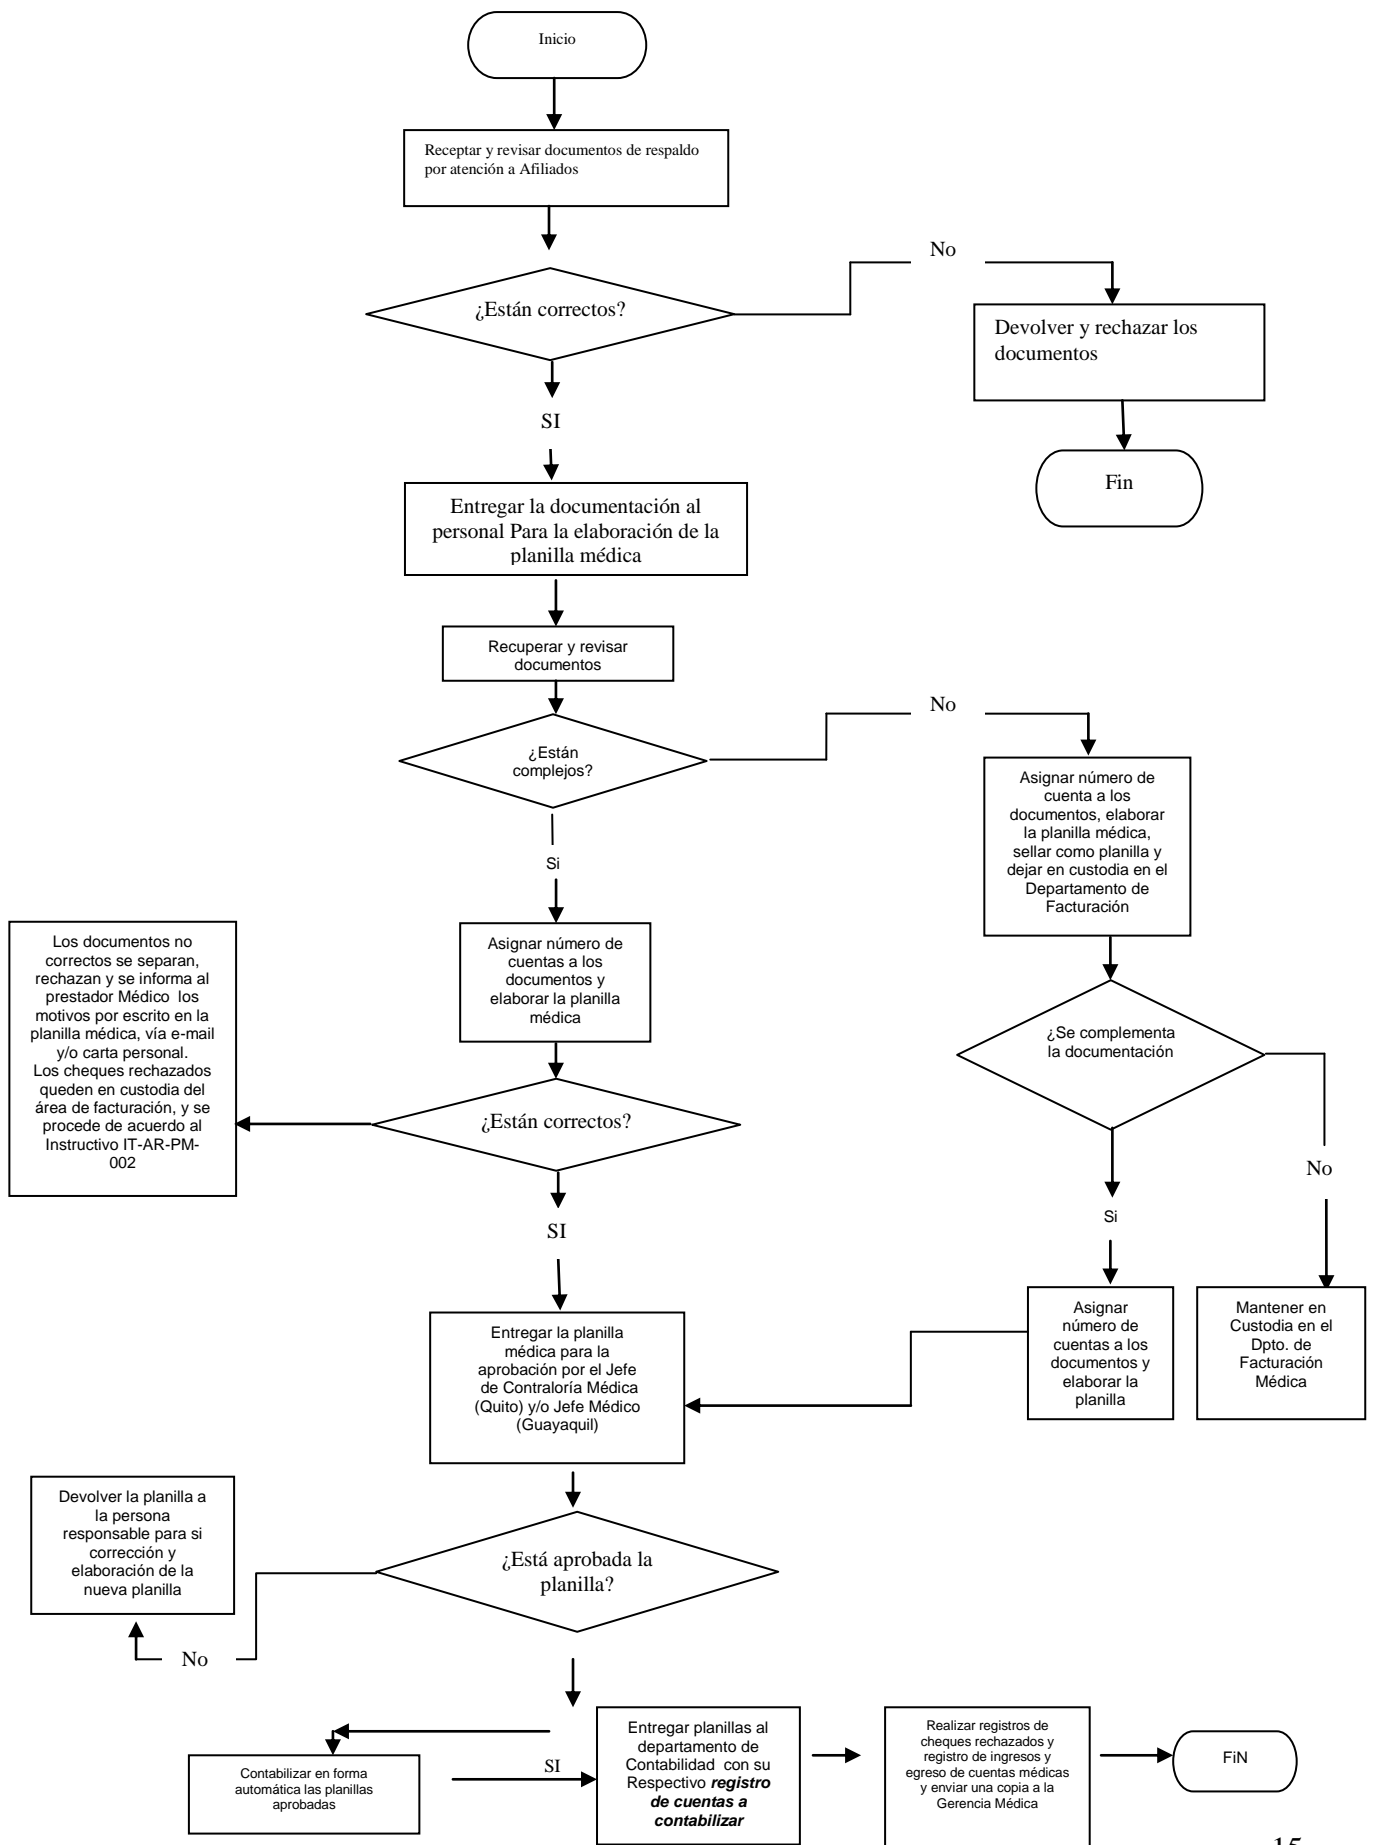 Inicio
Receptar y revisar documentos de respaldo
por atención a Afiliados
No
¿Están correctos?
Devolver y rechazar los
documentos
SI
Fin
Entregar la documentación al
personal Para la elaboración de la
planilla médica
Recuperar y revisar
documentos
No
¿Están
complejos?
Asignar número de
cuenta a los
documentos, elaborar
la planilla médica,
sellar como planilla y
dejar en custodia en el
Departamento de
Facturación
Si
Los documentos no
correctos se separan,
rechazan y se informa al
prestador Médico los
motivos por escrito en la
planilla médica, vía e-mail
y/o carta personal.
Los cheques rechazados
queden en custodia del
área de facturación, y se
procede de acuerdo al
Instructivo IT-AR-PM-
002
Asignar número de
cuentas a los
documentos y
elaborar la planilla
médica
¿Se complementa
la documentación
¿Están correctos?
No
Si
SI
Asignar
número de
cuentas a los
documentos y
elaborar la
planilla
Mantener en
Custodia en el
Dpto. de
Facturación
Médica
Entregar la planilla
médica para la
aprobación por el Jefe
de Contraloría Médica
(Quito) y/o Jefe Médico
(Guayaquil)
Devolver la planilla a
la persona
responsable para si
corrección y
elaboración de la
nueva planilla
¿Está aprobada la
planilla?
No
Contabilizar en forma
automática las planillas
aprobadas
SI
Entregar planillas al
departamento de
Contabilidad con su
Respectivo registro
de cuentas a
contabilizar
Realizar registros de
cheques rechazados y
registro de ingresos y
egreso de cuentas médicas
y enviar una copia a la
Gerencia Médica
FiN
15